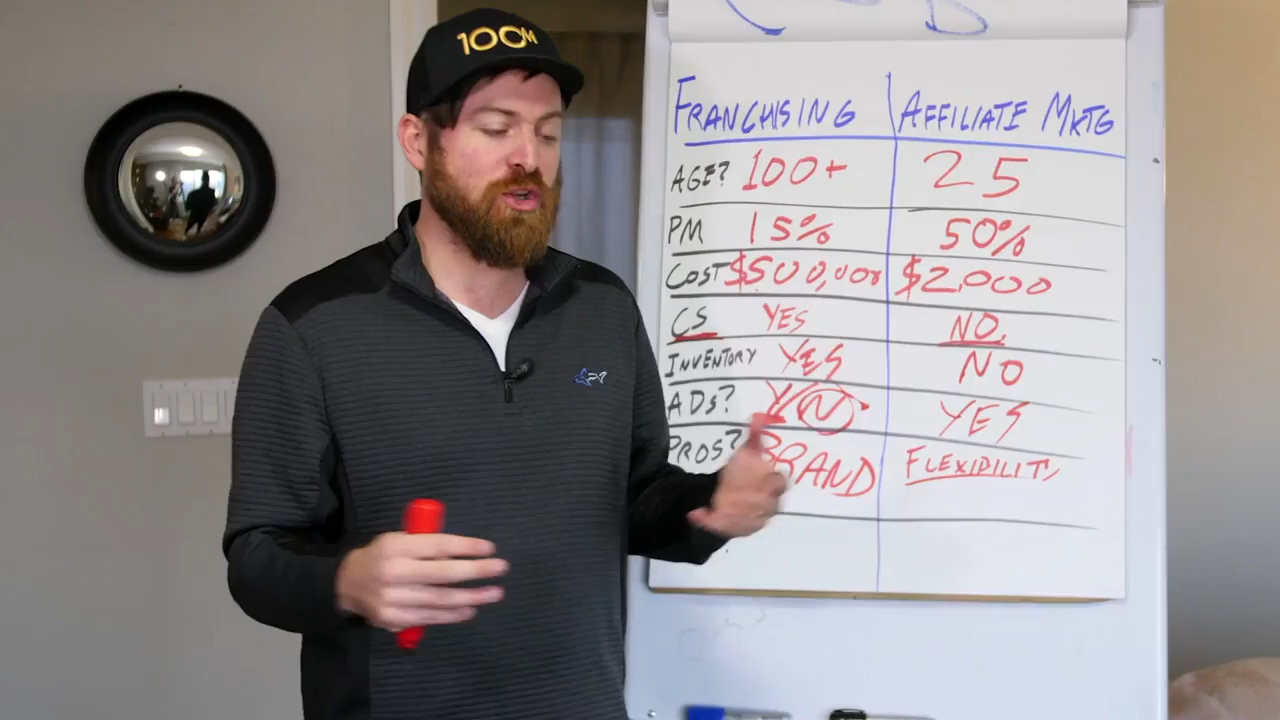 100M
FRANCHISING AFFILIATE MKTG
AGE? 100+ 25
PM 15% 50%
COST $500,000+ $2,000
CS YES NO.
INVENTORY YES NO
ADS? Y/N YES
PROS? BRAND FLEXIBILITY